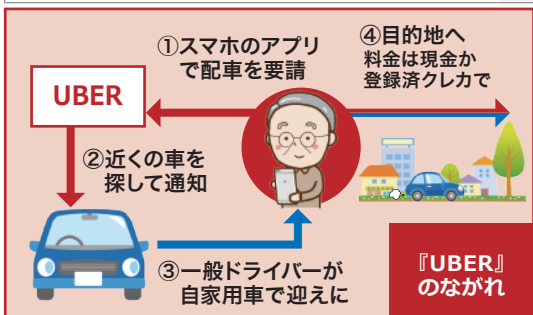 ①スマホのアプリ
で配車を要請
④目的地へ
料金は現金か
登録済クレカで
UBER
②近くの車を
探して通知
③一般ドライバーが
自家用車で迎えに
『UBER』
のながれ